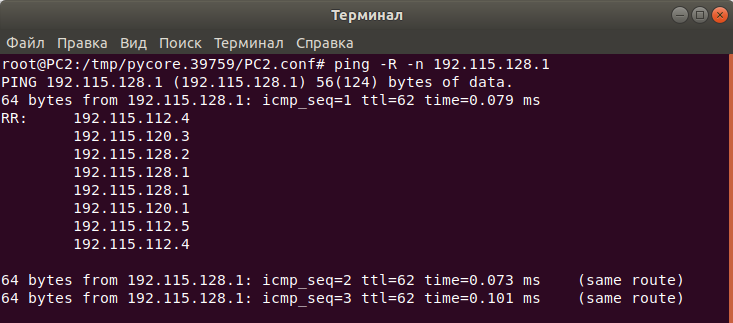 Терминал
Файл Правка Вид Поиск Терминал Справка
root@PC2:/tmp/pycore.39759/PC2.conf# ping -R -n 192.115.128.1
PING 192.115.128.1 (192.115.128.1) 56(124) bytes of data.
64 bytes from 192.115.128.1: icmp_seq=1 ttl=62 time=0.079 ms
RR:     192.115.112.4
        192.115.120.3
        192.115.128.2
        192.115.128.1
        192.115.128.1
        192.115.120.1
        192.115.112.5
        192.115.112.4
64 bytes from 192.115.128.1: icmp_seq=2 ttl=62 time=0.073 ms    (same route)
64 bytes from 192.115.128.1: icmp_seq=3 ttl=62 time=0.101 ms    (same route)